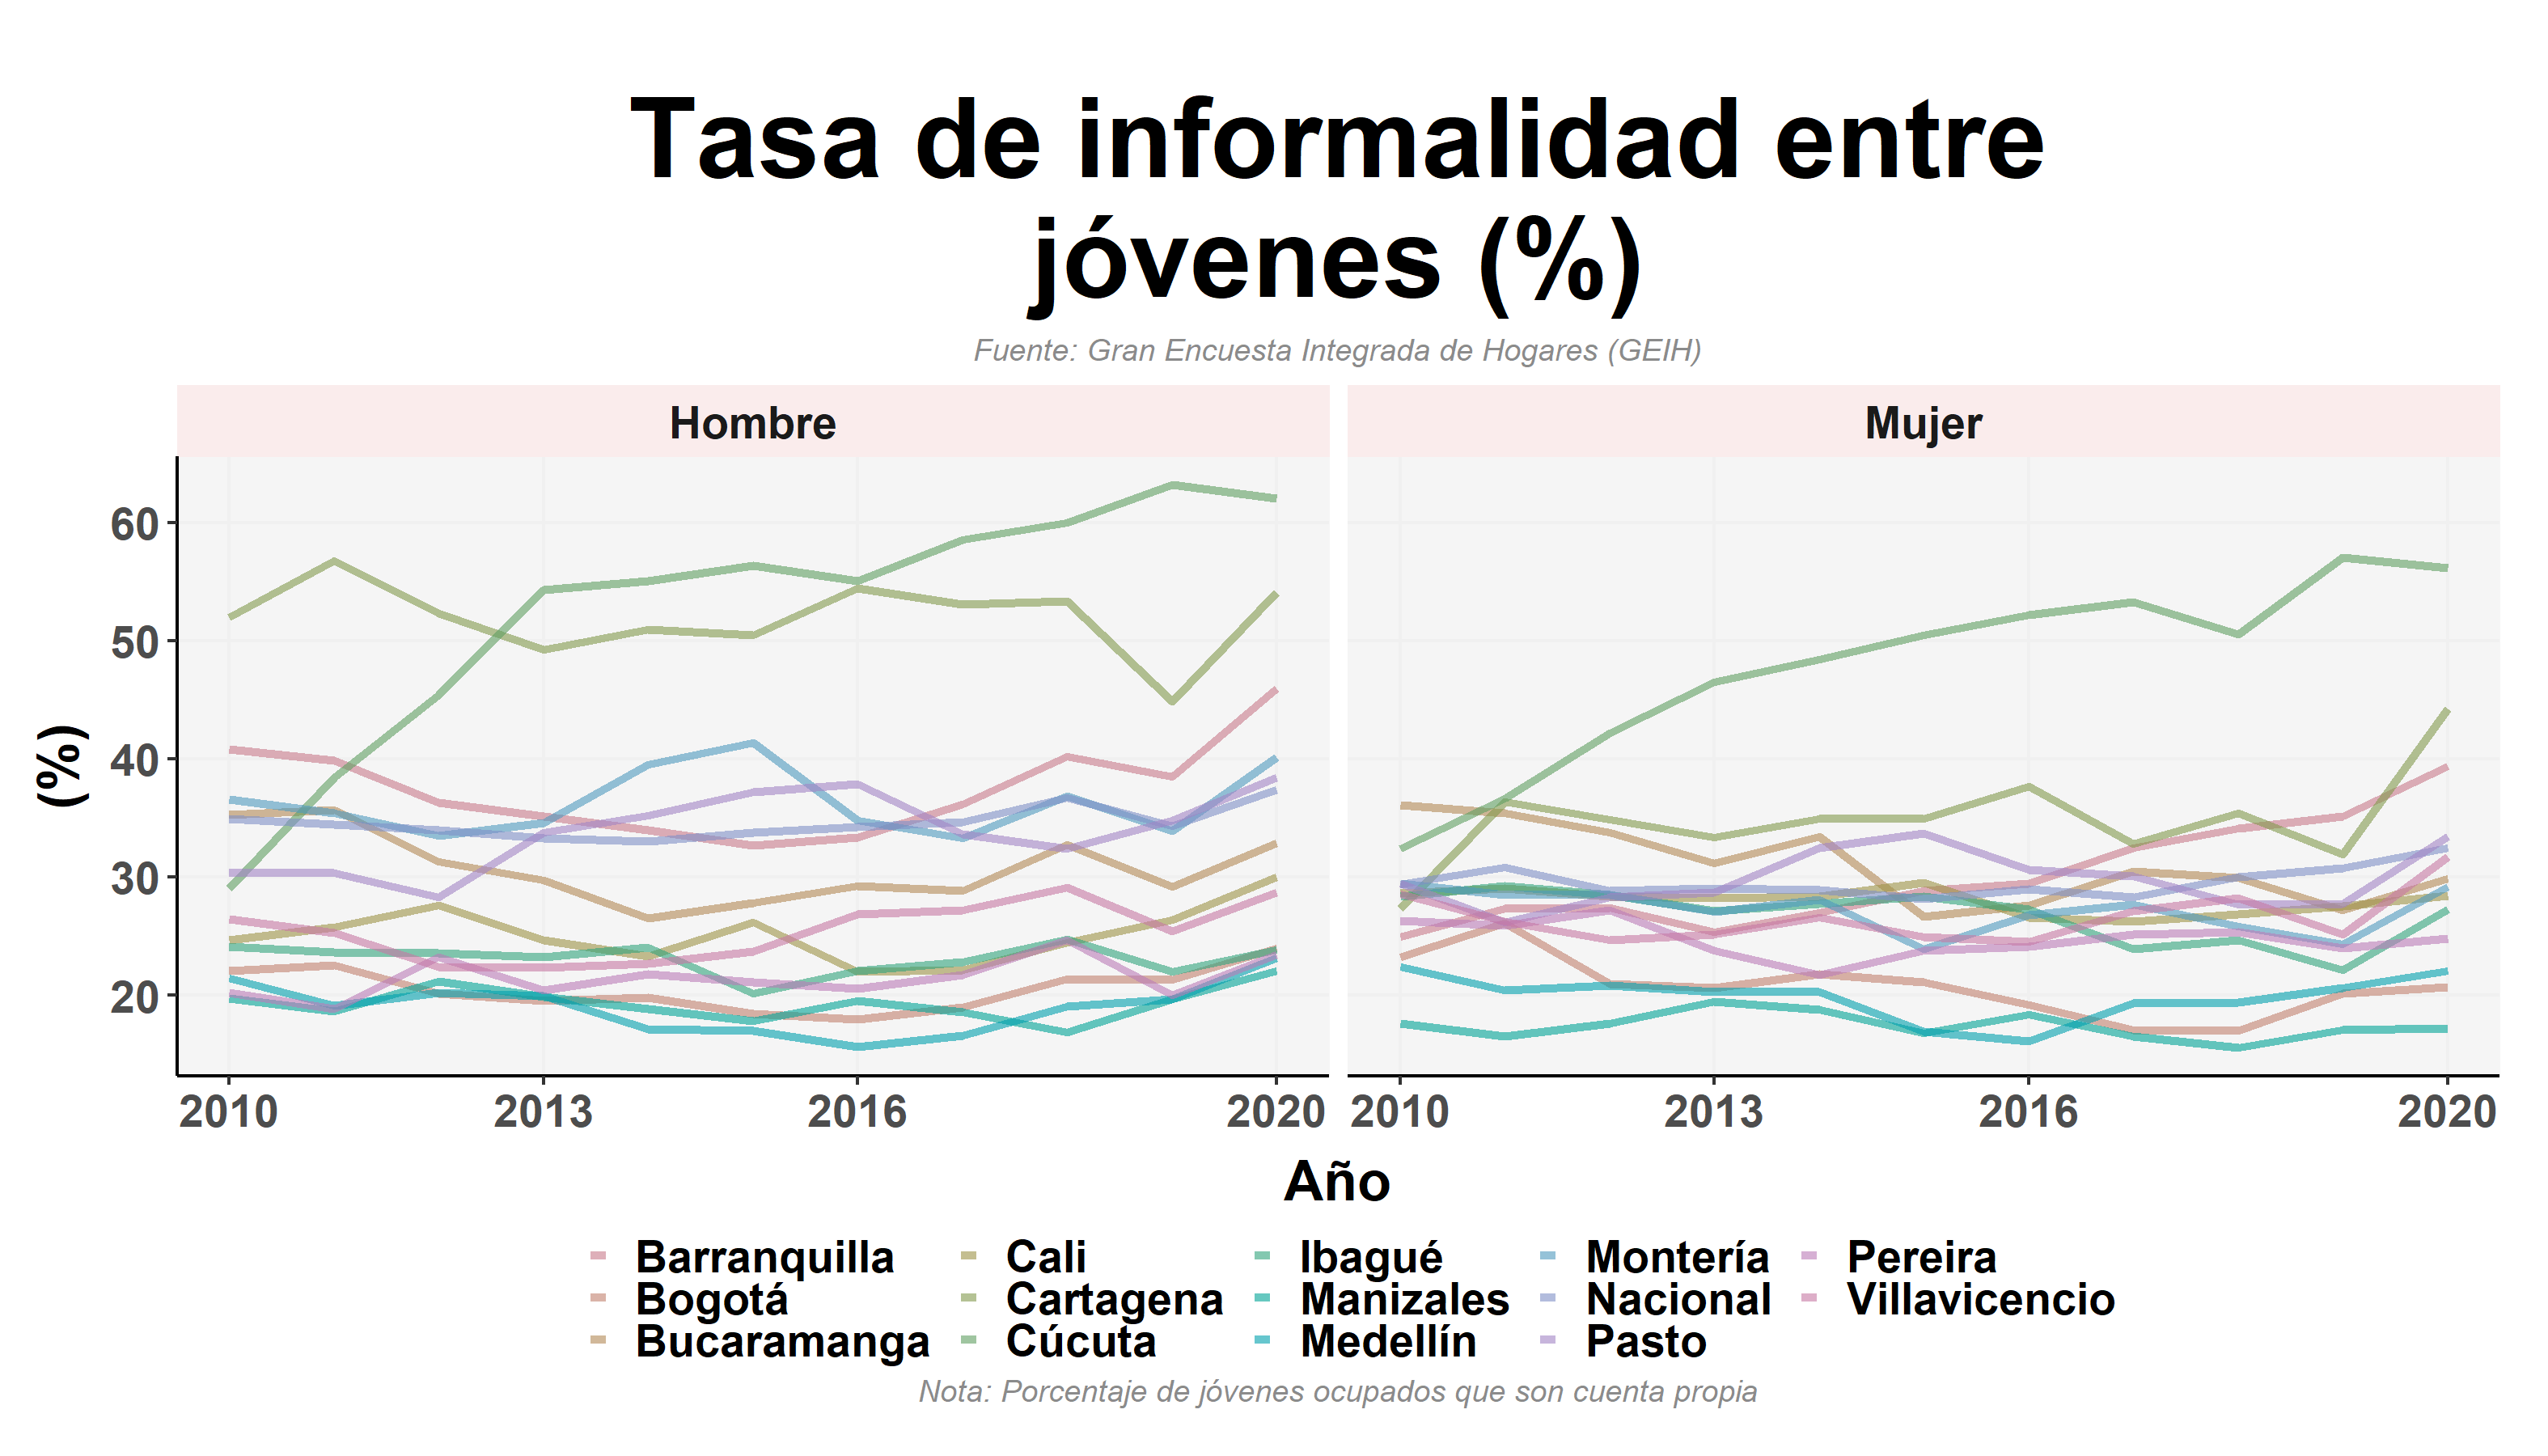 Tasa de informalidad entre
jóvenes (%)
Fuente: Gran Encuesta Integrada de Hogares (GEIH)
Hombre
Mujer
60
50
40
30
20
(%)
2010 2013 2016 2020 2010 2013 2016 2020
Año
Barranquilla Cali Ibagué Montería Pereira
Bogotá Cartagena Manizales Nacional Villavicencio
Bucaramanga Cúcuta Medellín Pasto
Nota: Porcentaje de jóvenes ocupados que son cuenta propia